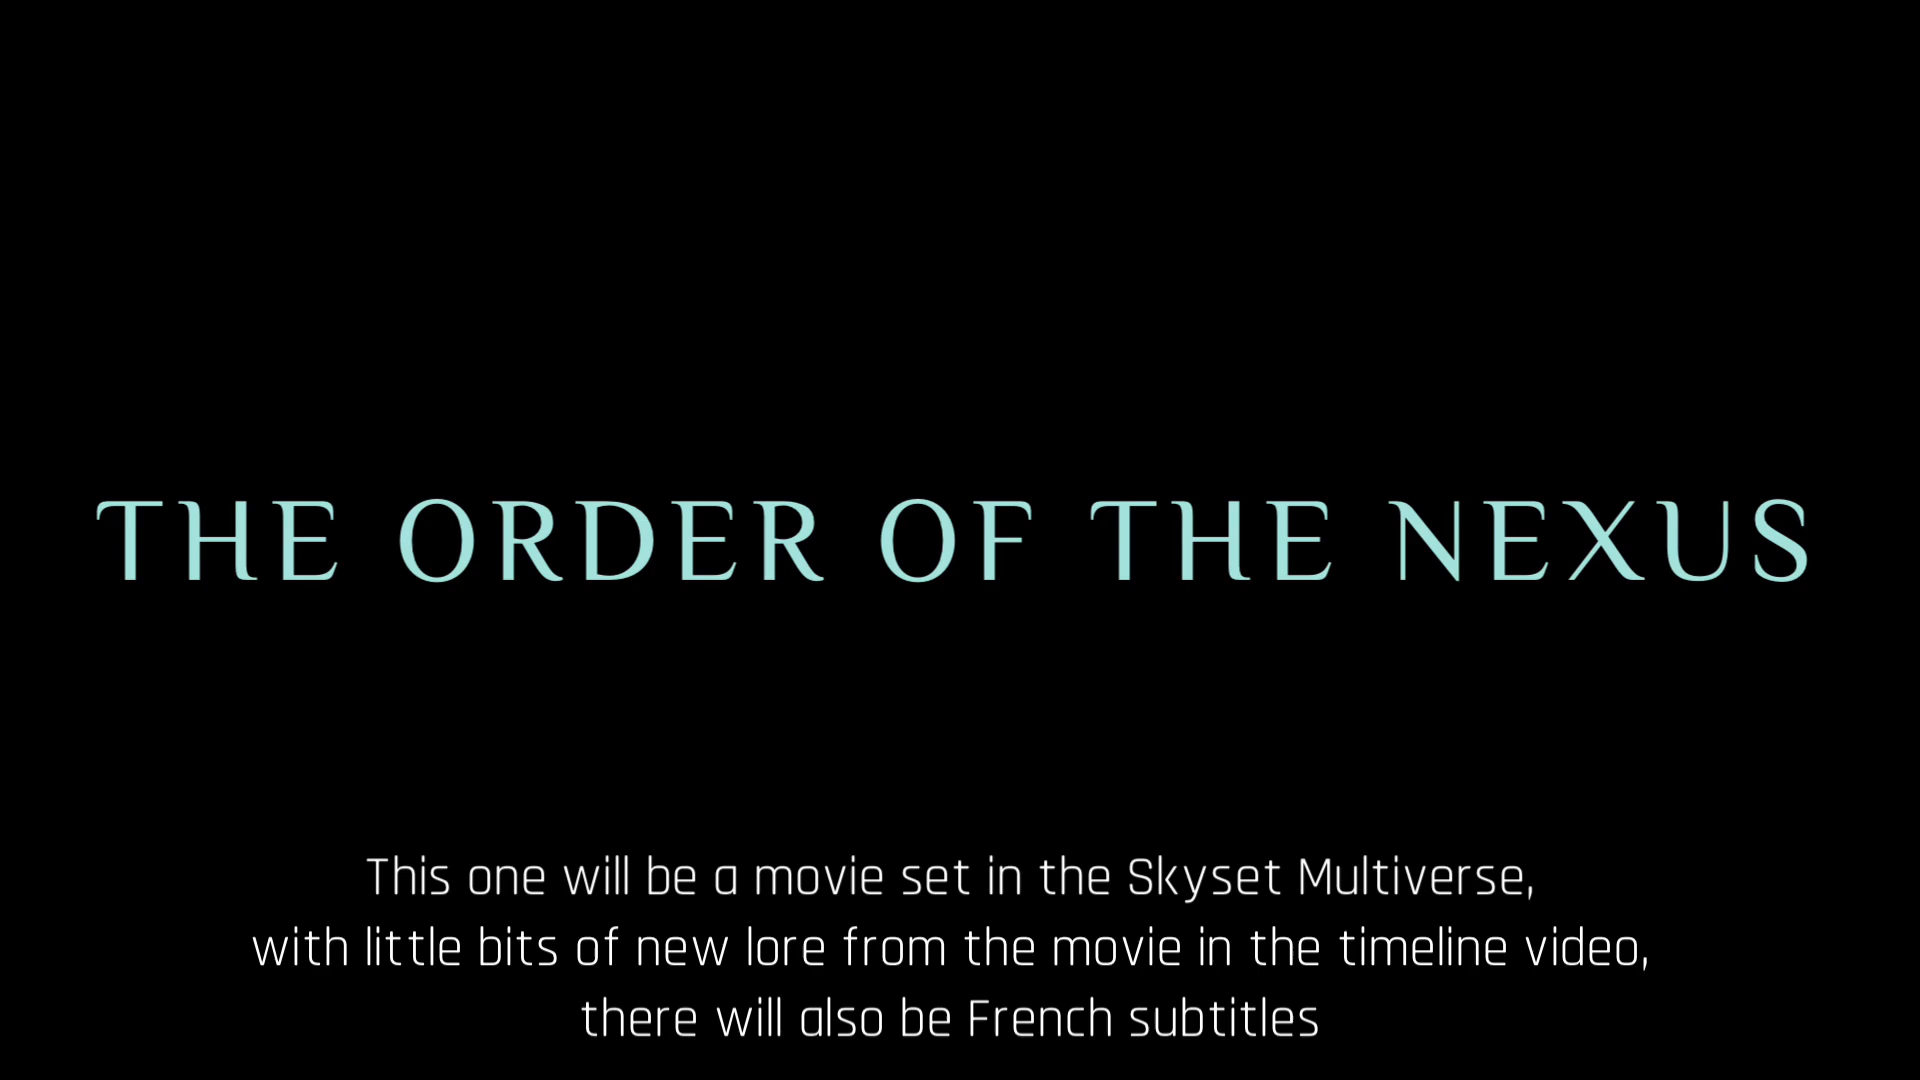 THE ORDER OF THE NEXUS
This one will be a movie set in the Skyset Multiverse,
with little bits of new lore from the movie in the timeline video,
there will also be French subtitles